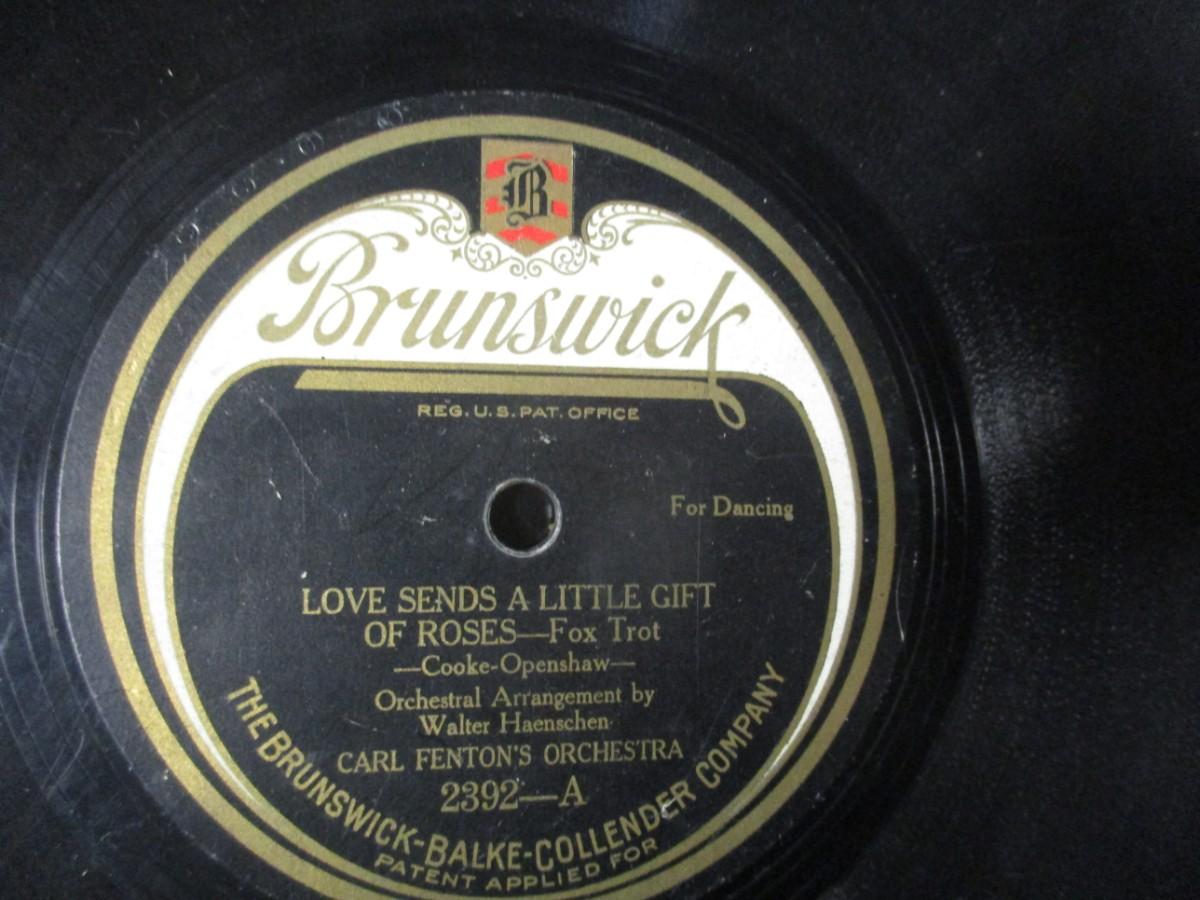 B
Brunswick
REG. U.S. PAT. OFFICE
For Dancing
LOVE SENDS A LITTLE GIFT
OF ROSES—Fox Trot
—Cooke-Openshaw—
Orchestral Arrangement by
Walter Haenschen
CARL FENTON'S ORCHESTRA
2392—A
THE BRUNSWICK-BALKE-COLLENDER COMPANY
PATENT APPLIED FOR